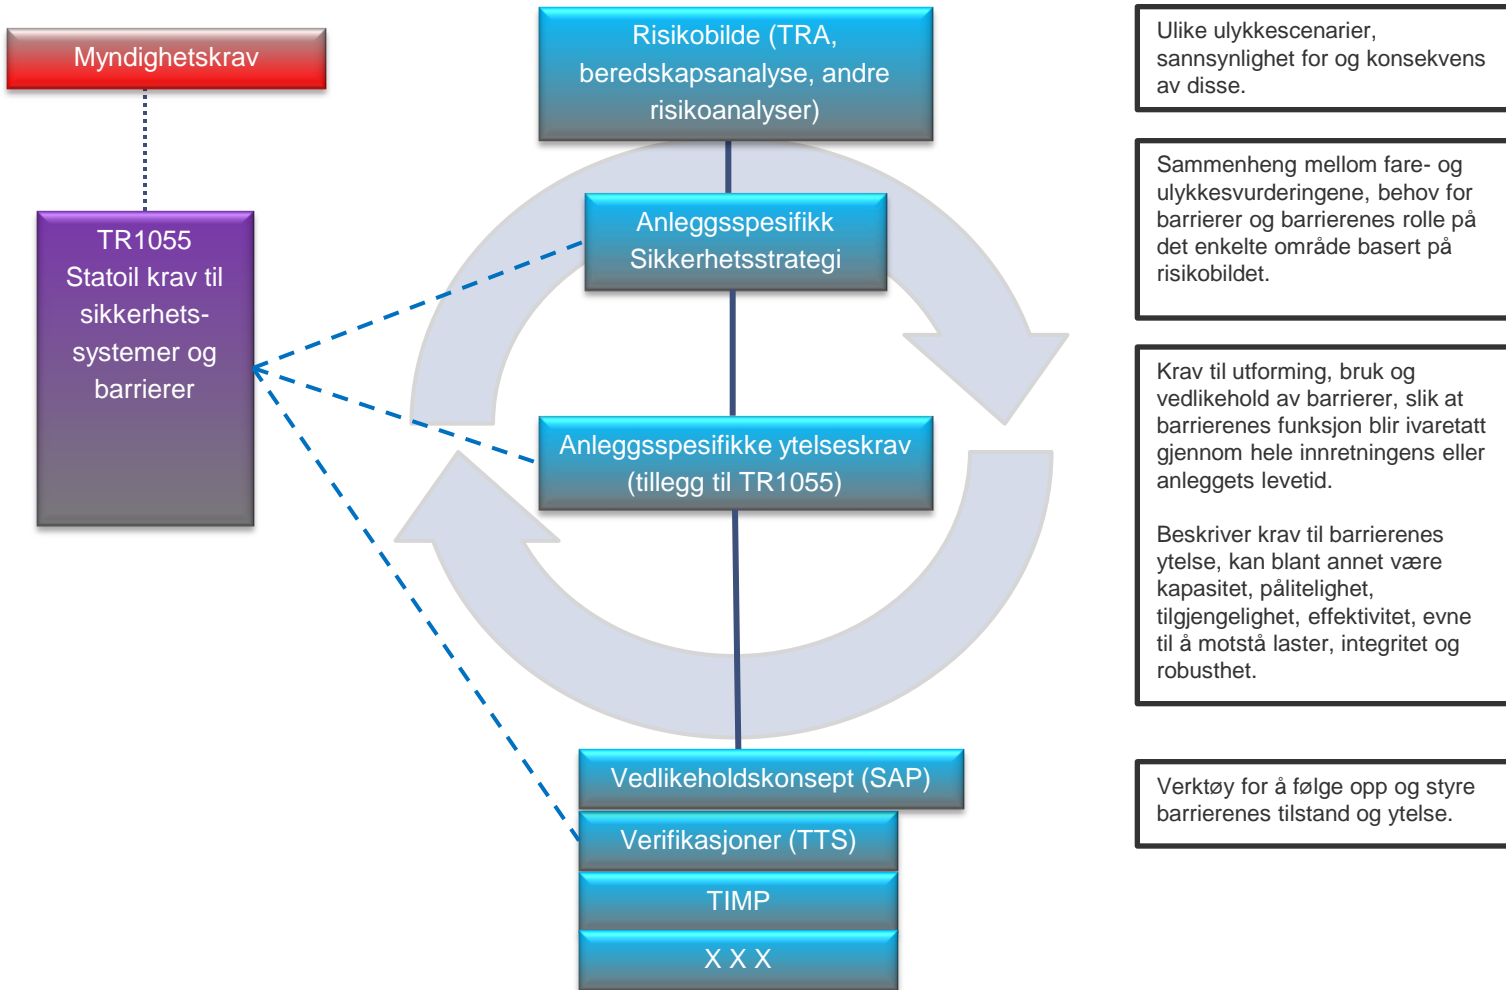 Myndighetskrav
TR1055
Statoil krav til
sikkerhets-
systemer og
barrierer
Risikobilde (TRA,
beredskapsanalyse, andre
risikoanalyser)
Anleggsspesifikk
Sikkerhetsstrategi
Anleggsspesifikke ytelseskrav
(tillegg til TR1055)
Vedlikeholdskonsept (SAP)
Verifikasjoner (TTS)
TIMP
X X X
Ulike ulykkescenarier,
sannsynlighet for og konsekvens
av disse.
Sammenheng mellom fare- og
ulykkesvurderingene, behov for
barrierer og barrierenes rolle på
det enkelte område basert på
risikobildet.
Krav til utforming, bruk og
vedlikehold av barrierer, slik at
barrierenes funksjon blir ivaretatt
gjennom hele innretningens eller
anleggets levetid.
Beskriver krav til barrierenes
ytelse, kan blant annet være
kapasitet, pålitelighet,
tilgjengelighet, effektivitet, evne
til å motstå laster, integritet og
robusthet.
Verktøy for å følge opp og styre
barrierenes tilstand og ytelse.